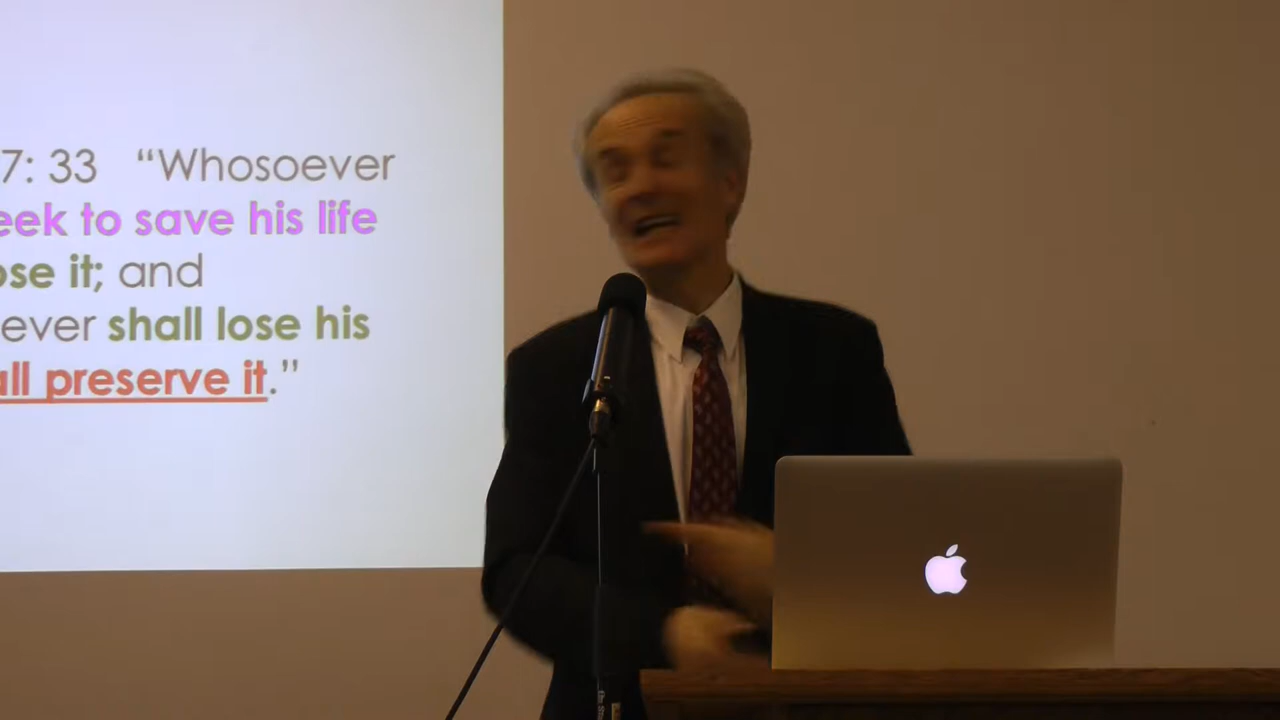 7: 33 “Whosoever
eek to save his life
ose it; and
ever shall lose his
all preserve it.”